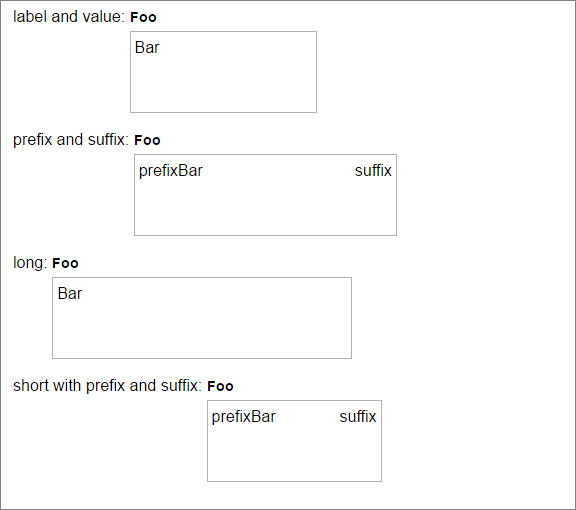 label and value: Foo
Bar
prefix and suffix: Foo
prefixBar suffix
long: Foo
Bar
short with prefix and suffix: Foo
prefixBar suffix